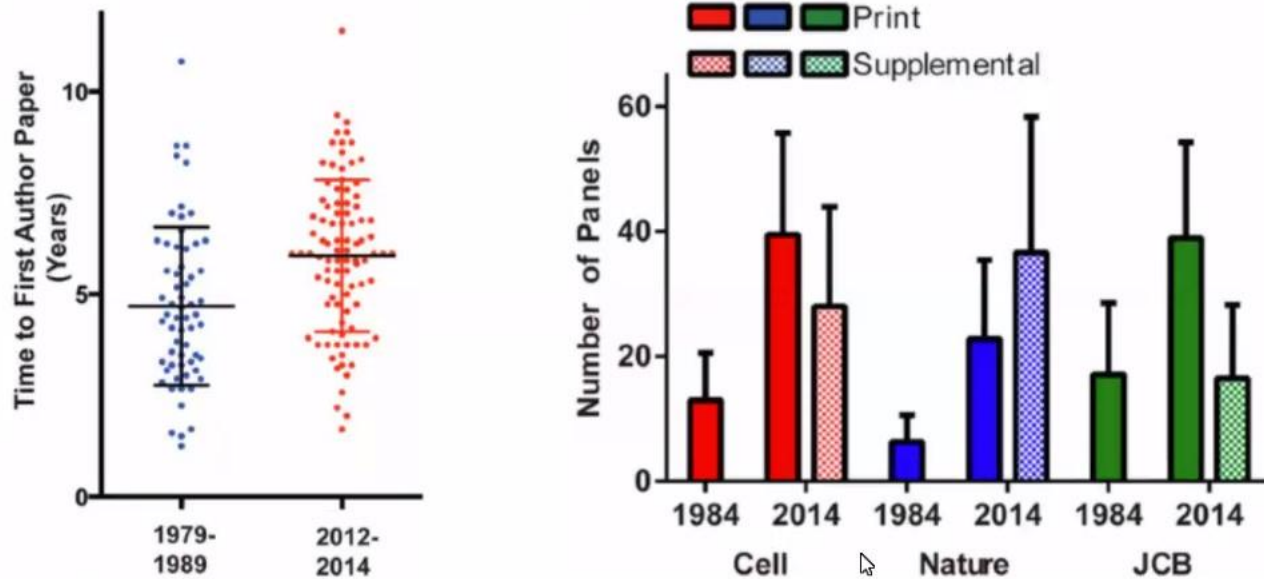 Time to First Author Paper
(Years)
10
5
0
1979-
1989
2012-
2014
Print
Supplemental
Number of Panels
60
40
20
0
1984 2014 1984 2014 1984 2014
Cell Nature JCB